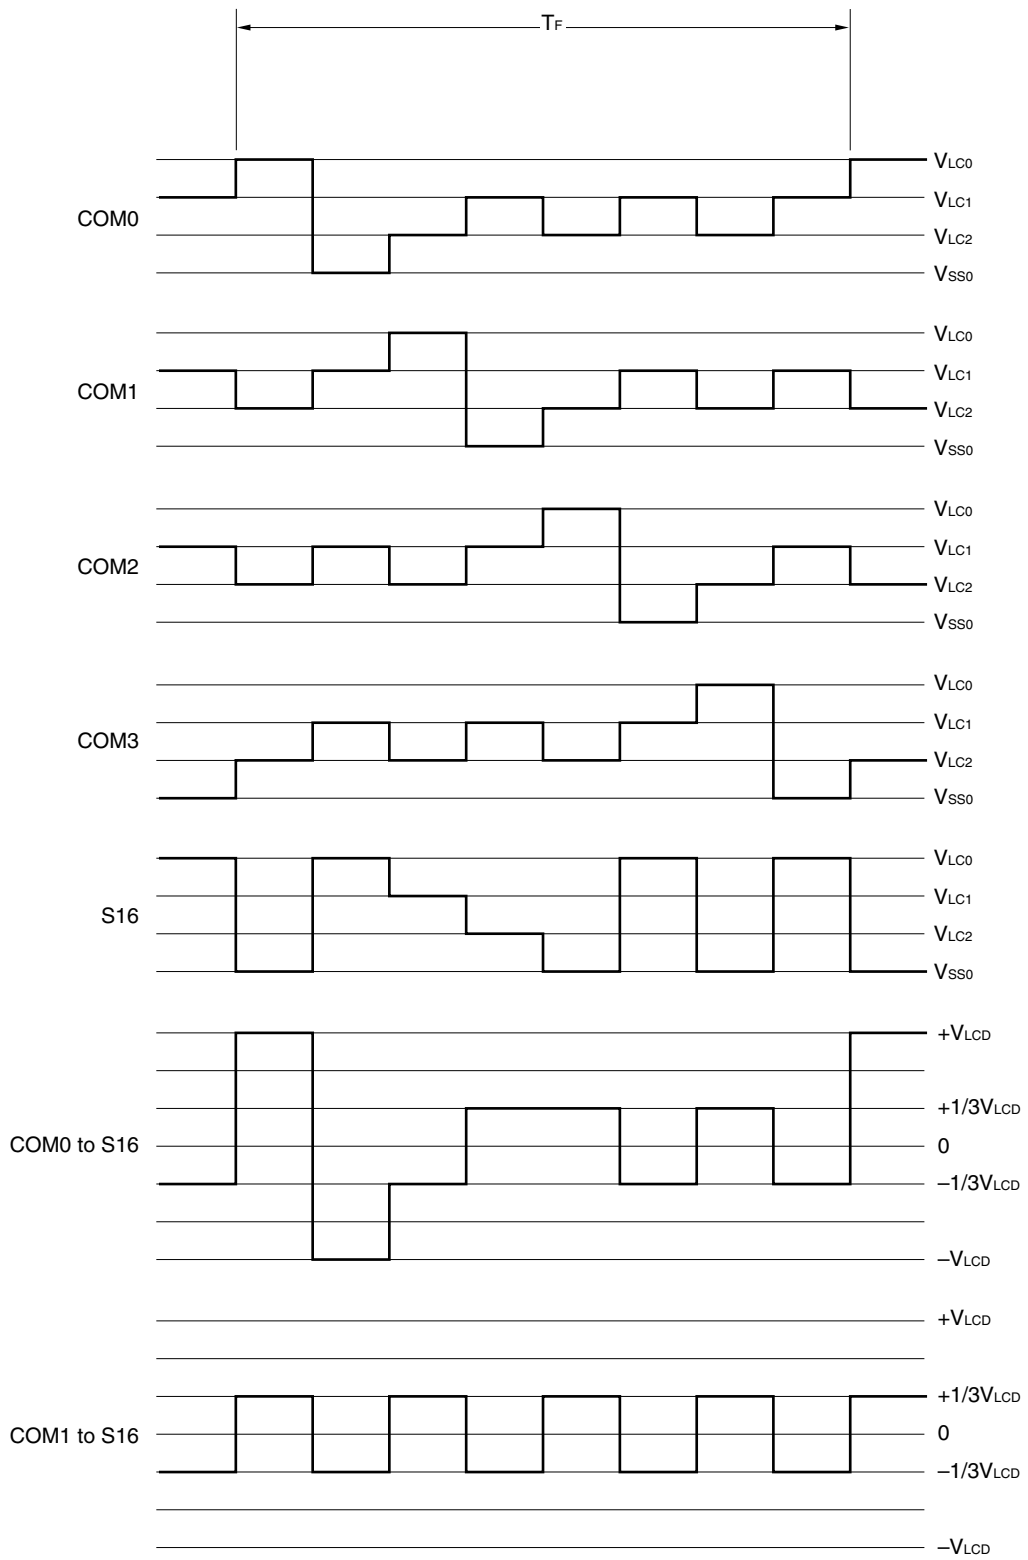 TF
COM0
VLC0
VLC1
VLC2
VSS0
COM1
VLC0
VLC1
VLC2
VSS0
COM2
VLC0
VLC1
VLC2
VSS0
COM3
VLC0
VLC1
VLC2
VSS0
S16
VLC0
VLC1
VLC2
VSS0
COM0 to S16
+VLCD
+1/3VLCD
0
–1/3VLCD
–VLCD
COM1 to S16
+VLCD
+1/3VLCD
0
–1/3VLCD
–VLCD